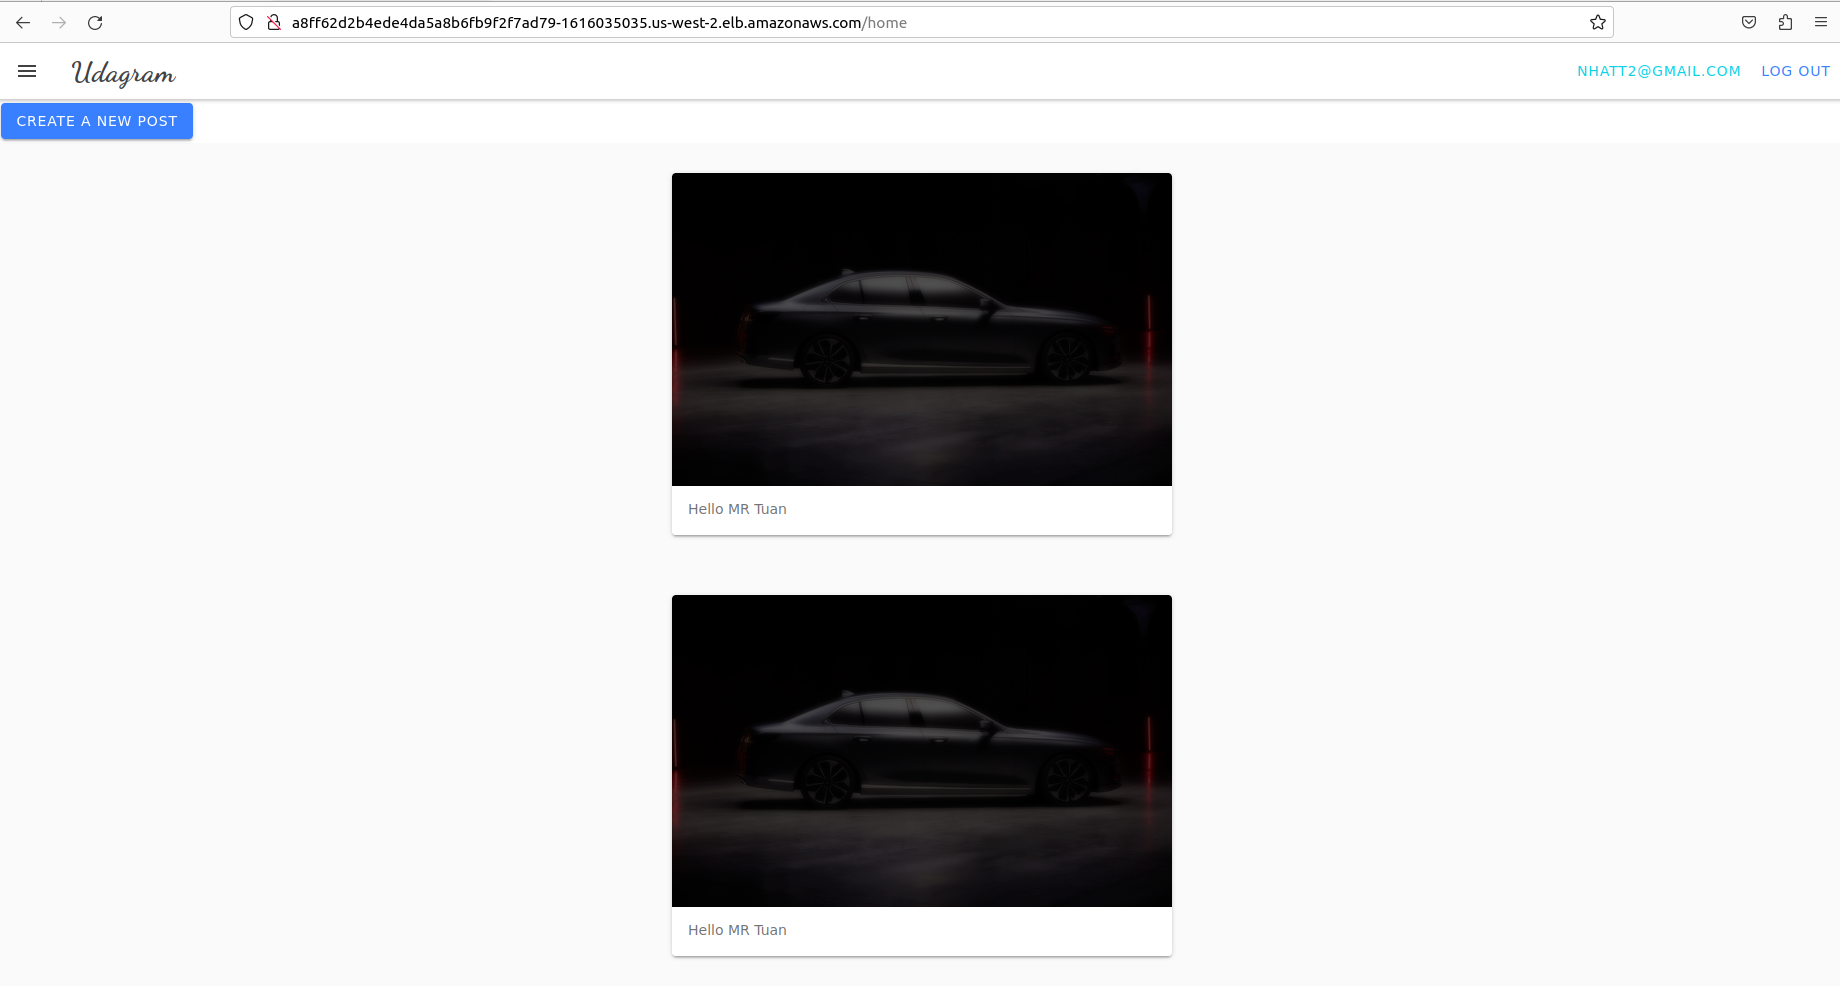 a8ff62d2b4ede4da5a8b6fb9f2f7ad79-1616035035.us-west-2.elb.amazonaws.com/home
Udagram
NHATT2@GMAIL.COM LOG OUT
CREATE A NEW POST
Hello MR Tuan
Hello MR Tuan